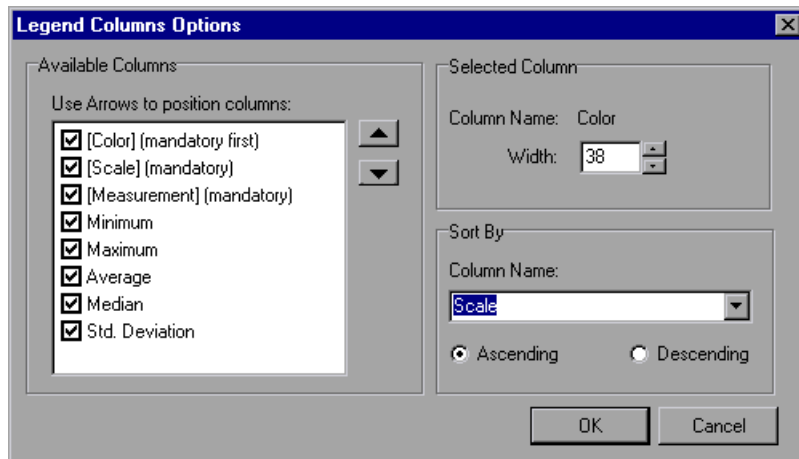 Legend Columns Options
Available Columns
Use Arrows to position columns:
[Color] (mandatory first)
[Scale] (mandatory)
[Measurement] (mandatory)
Minimum
Maximum
Average
Median
Std. Deviation
Selected Column
Column Name: Color
Width: 38
Sort By
Column Name:
Scale
Ascending Descending
OK Cancel